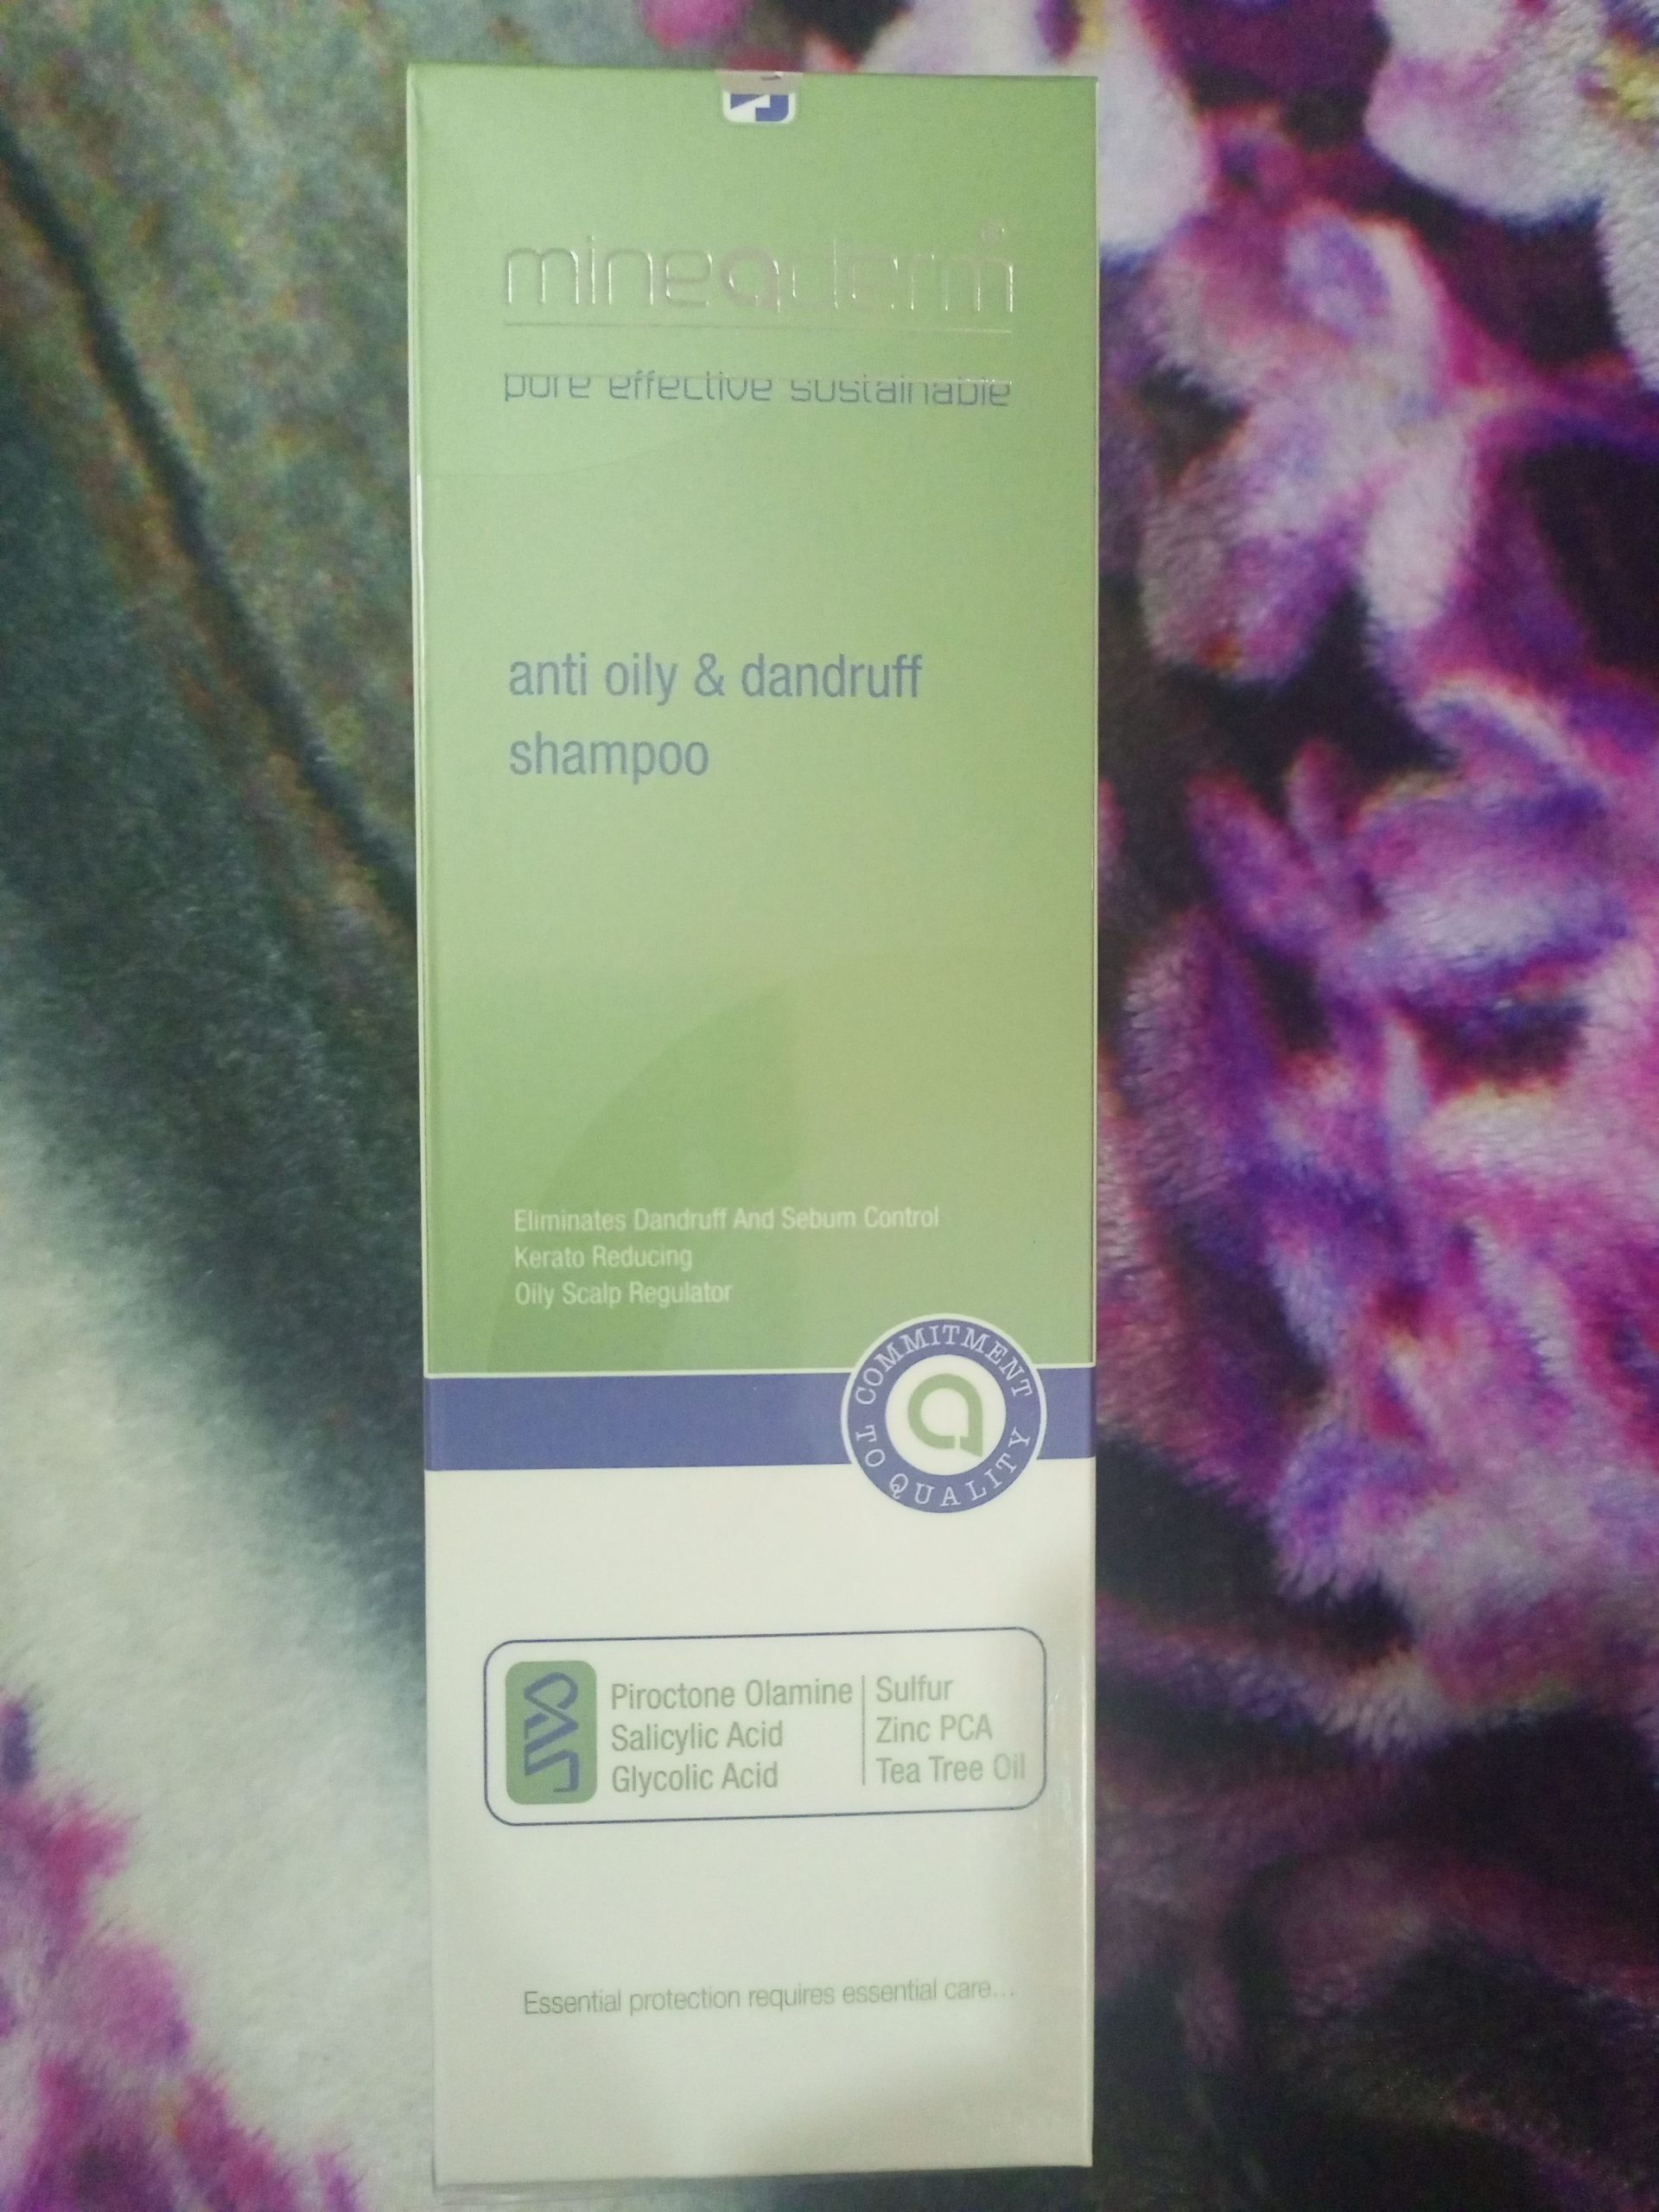 mineaderm®
pure effective sustainable
anti oily & dandruff
shampoo
Eliminates Dandruff And Sebum Control
Kerato Reducing
Oily Scalp Regulator
COMMITMENT
TO QUALITY
Piroctone Olamine
Salicylic Acid
Glycolic Acid
Sulfur
Zinc PCA
Tea Tree Oil
Essential protection requires essential care...